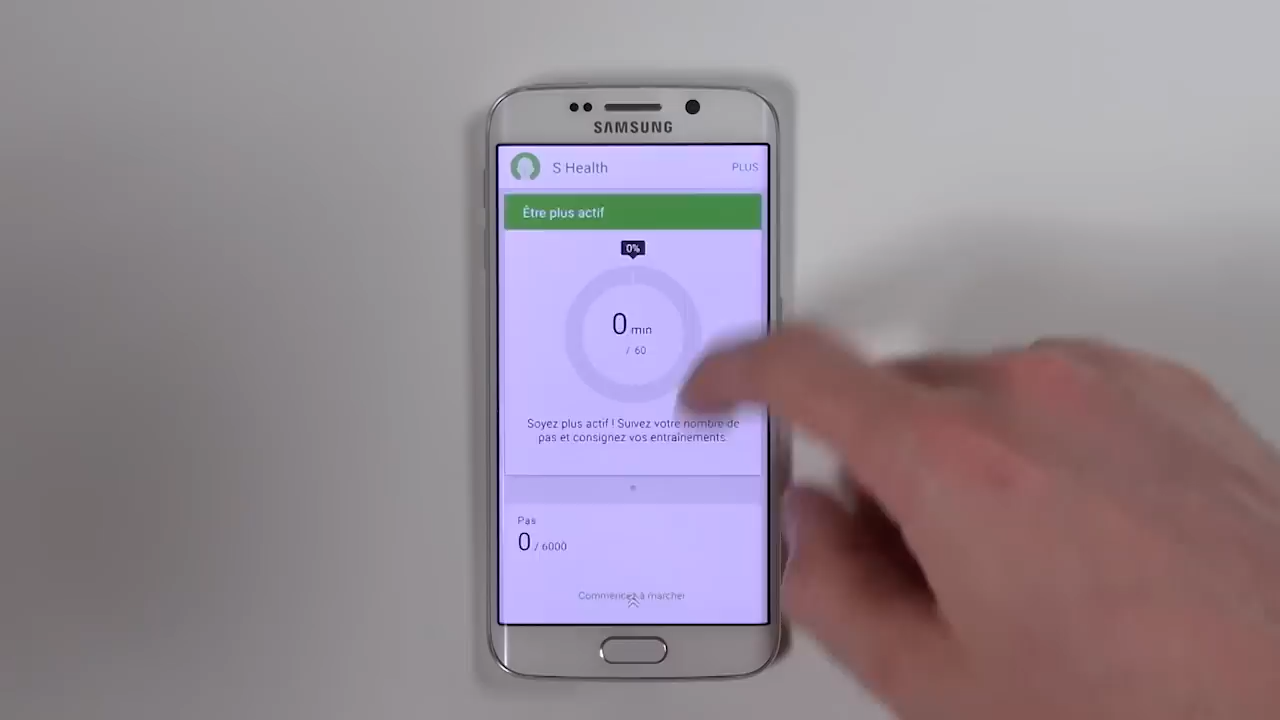 SAMSUNG
S Health
PLUS
Être plus actif
0%
0 min
/ 60
Soyez plus actif ! Suivez votre nombre de
pas et consignez vos entraînements.
Pas
0 / 6000
Commencez à marcher